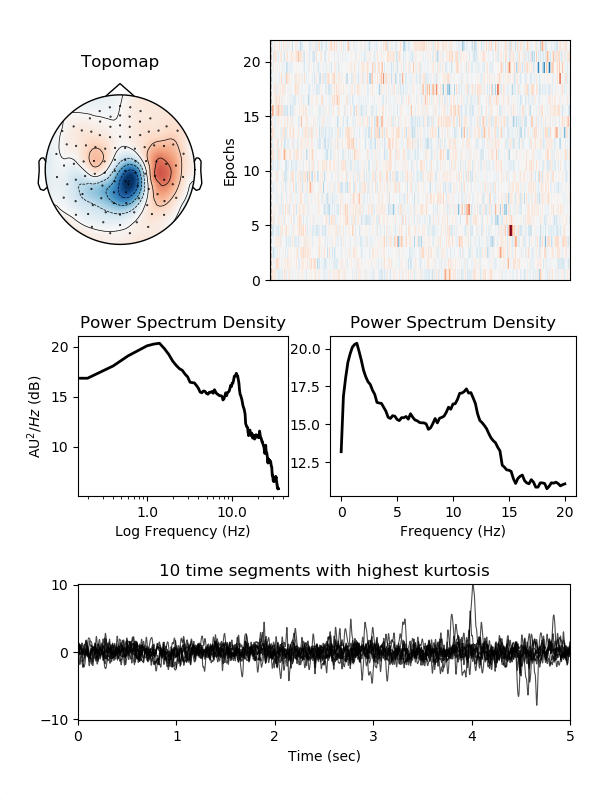 Topomap
Epochs
20
15
10
5
0
Power Spectrum Density
AU²/Hz (dB)
20
10
1.0 10.0
Log Frequency (Hz)
Power Spectrum Density
20.0
17.5
15.0
12.5
0 5 10 15 20
Frequency (Hz)
10 time segments with highest kurtosis
10
0
−10
0 1 2 3 4 5
Time (sec)